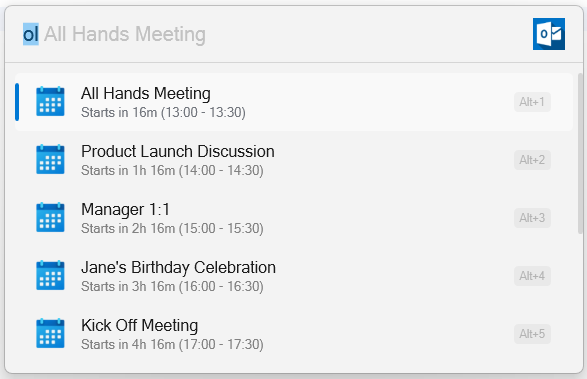 ol All Hands Meeting
All Hands Meeting
Starts in 16m (13:00 - 13:30)
Alt+1
Product Launch Discussion
Starts in 1h 16m (14:00 - 14:30)
Alt+2
Manager 1:1
Starts in 2h 16m (15:00 - 15:30)
Alt+3
Jane's Birthday Celebration
Starts in 3h 16m (16:00 - 16:30)
Alt+4
Kick Off Meeting
Starts in 4h 16m (17:00 - 17:30)
Alt+5